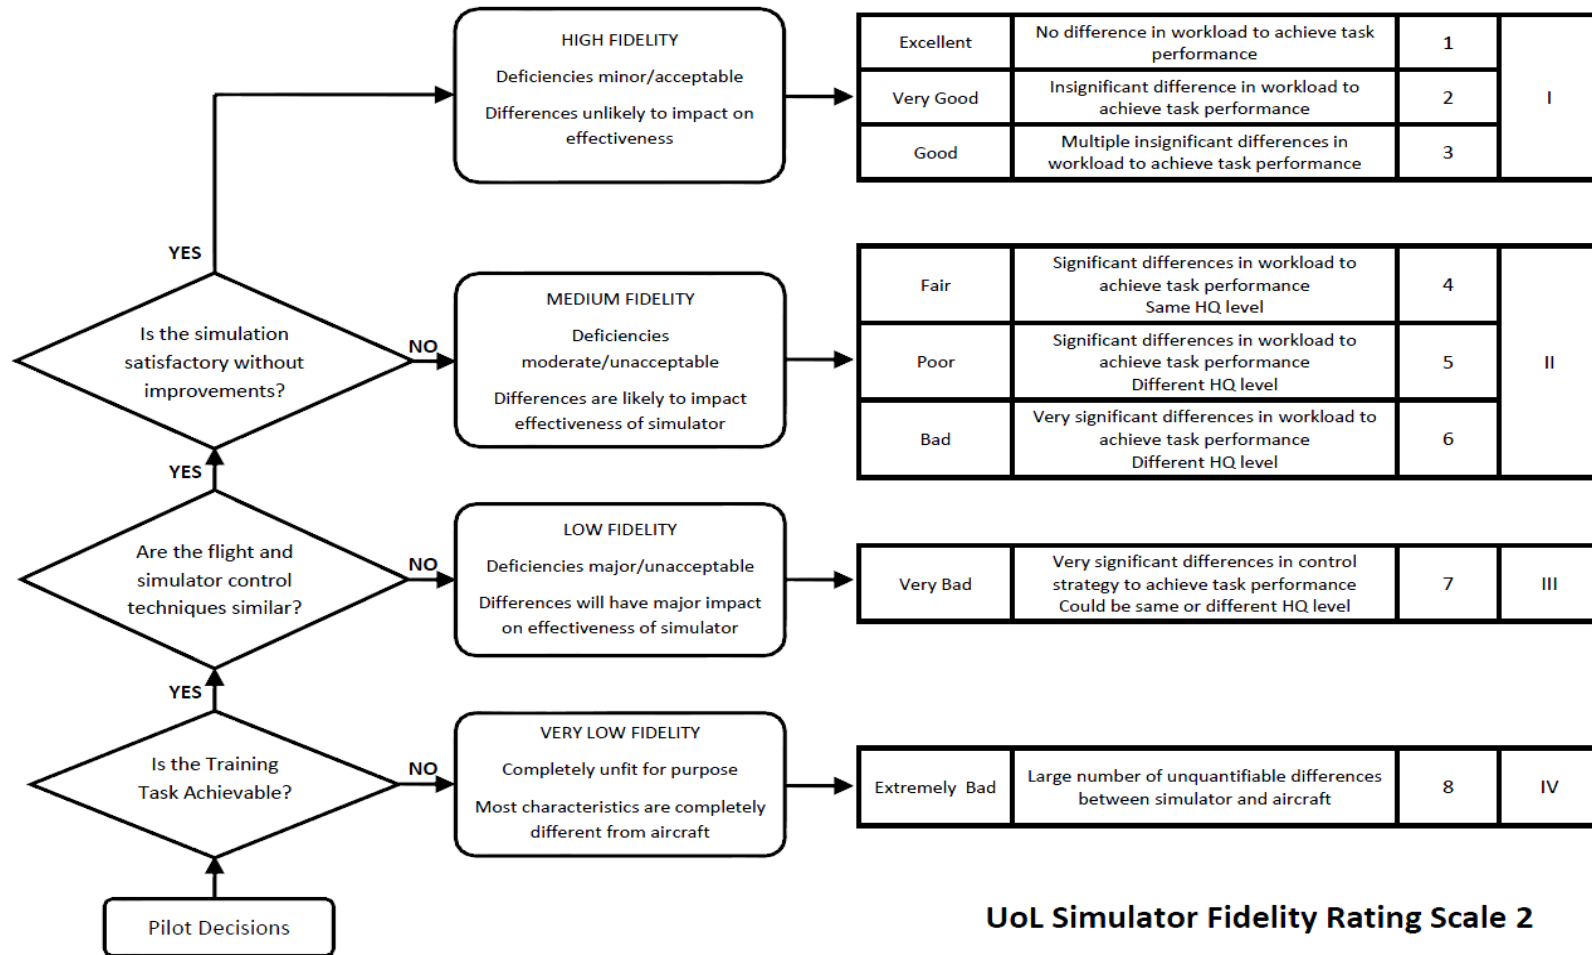 HIGH FIDELITY
Deficiencies minor/acceptable
Differences unlikely to impact on
effectiveness
Excellent
No difference in workload to achieve task
performance
1
Very Good
Insignificant difference in workload to
achieve task performance
2
Good
Multiple insignificant differences in
workload to achieve task performance
3
I
YES
Is the simulation
satisfactory without
improvements?
NO
MEDIUM FIDELITY
Deficiencies
moderate/unacceptable
Differences are likely to impact
effectiveness of simulator
Fair
Significant differences in workload to
achieve task performance
Same HQ level
4
Poor
Significant differences in workload to
achieve task performance
Different HQ level
5
Bad
Very significant differences in workload to
achieve task performance
Different HQ level
6
II
YES
Are the flight and
simulator control
techniques similar?
NO
LOW FIDELITY
Deficiencies major/unacceptable
Differences will have major impact
on effectiveness of simulator
Very Bad
Very significant differences in control
strategy to achieve task performance
Could be same or different HQ level
7
III
YES
Is the Training
Task Achievable?
NO
VERY LOW FIDELITY
Completely unfit for purpose
Most characteristics are completely
different from aircraft
Extremely Bad
Large number of unquantifiable differences
between simulator and aircraft
8
IV
Pilot Decisions
UoL Simulator Fidelity Rating Scale 2